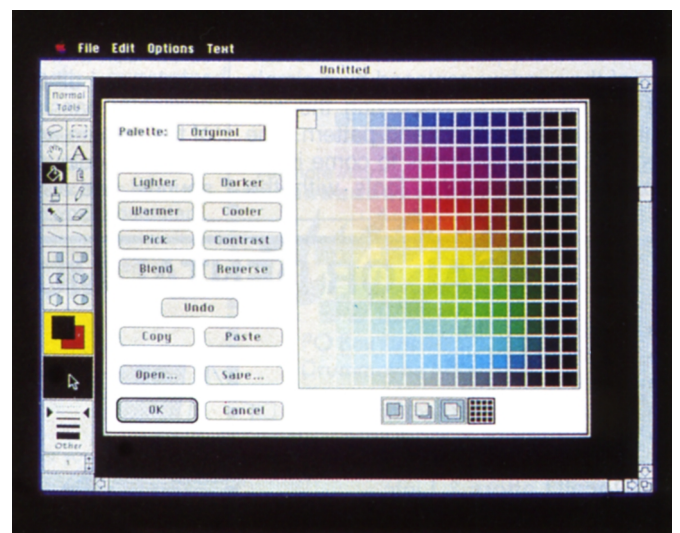 File Edit Options Text
Untitled
Normal
Tools
A
Palette: Original
Lighter Darker
Warmer Cooler
Pick Contrast
Blend Reverse
Undo
Copy Paste
Open... Save...
OK Cancel
Other
1